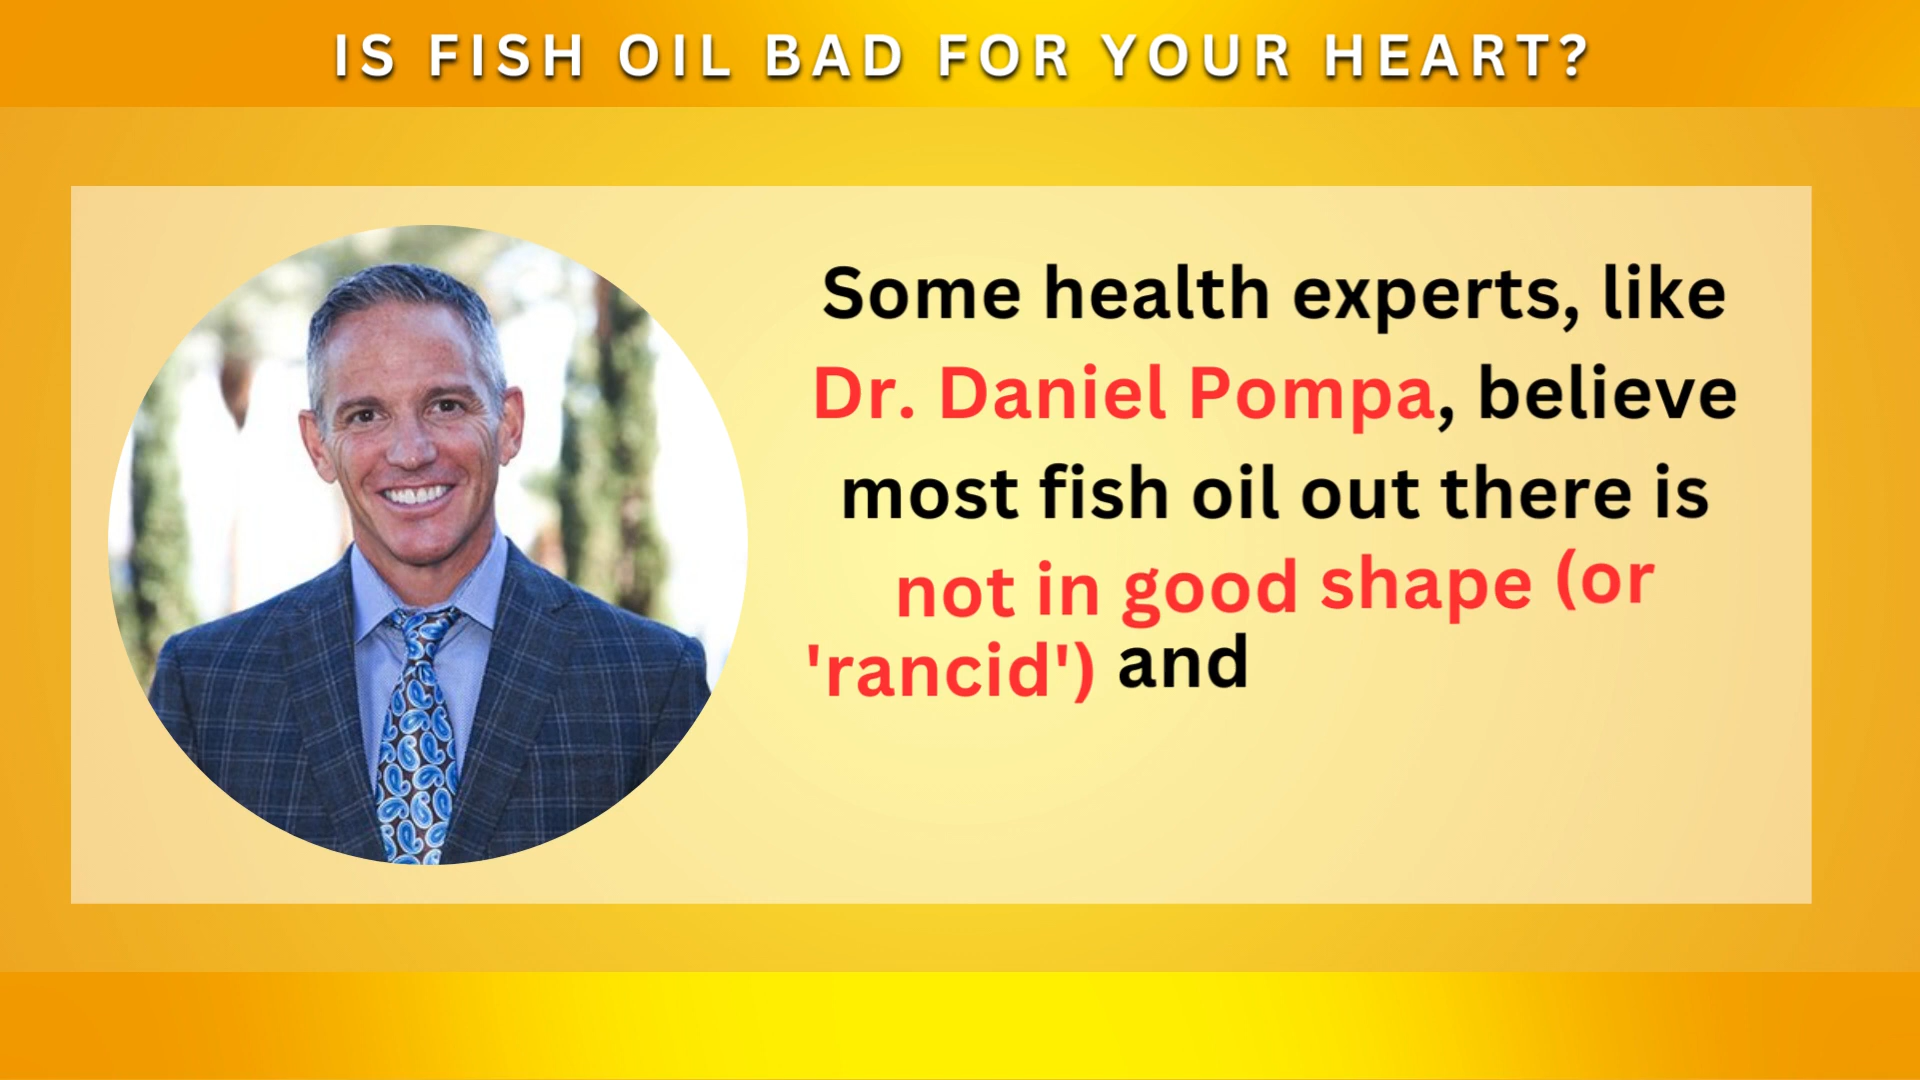 IS FISH OIL BAD FOR YOUR HEART?
Some health experts, like
Dr. Daniel Pompa, believe
most fish oil out there is
not in good shape (or
'rancid') and